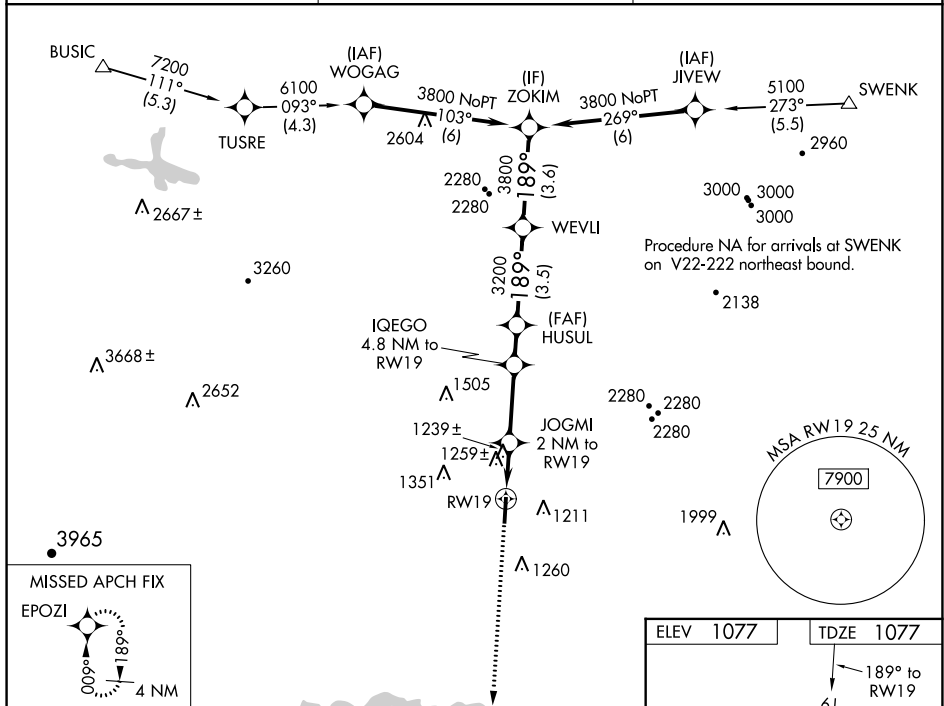 BUSIC
7200
111°
(5.3)
TUSRE
6100
093°
(4.3)
(IAF)
WOGAG
3800 NoPT
103°
(6)
2604
(IF)
ZOKIM
3800 NoPT
269°
(6)
(IAF)
JIVEW
5100
273°
(5.5)
SWENK
2960
3000
3000
3000
2280
2280
3800
189°
(3.6)
WEVLI
2667 ±
3260
Procedure NA for arrivals at SWENK
on V22-222 northeast bound.
2138
3200
189°
(3.5)
(FAF)
HUSUL
IQEGO
4.8 NM to
RW19
3668 ±
2652
1505
2280
2280
2280
1239 ±
1259 ±
JOGMI
2 NM to
RW19
1351
RW19
1211
1999
1260
MSA RW 19 25 NM
7900
3965
MISSED APCH FIX
EPOZI
009°
189°
4 NM
ELEV 1077
TDZE 1077
189° to
RW19